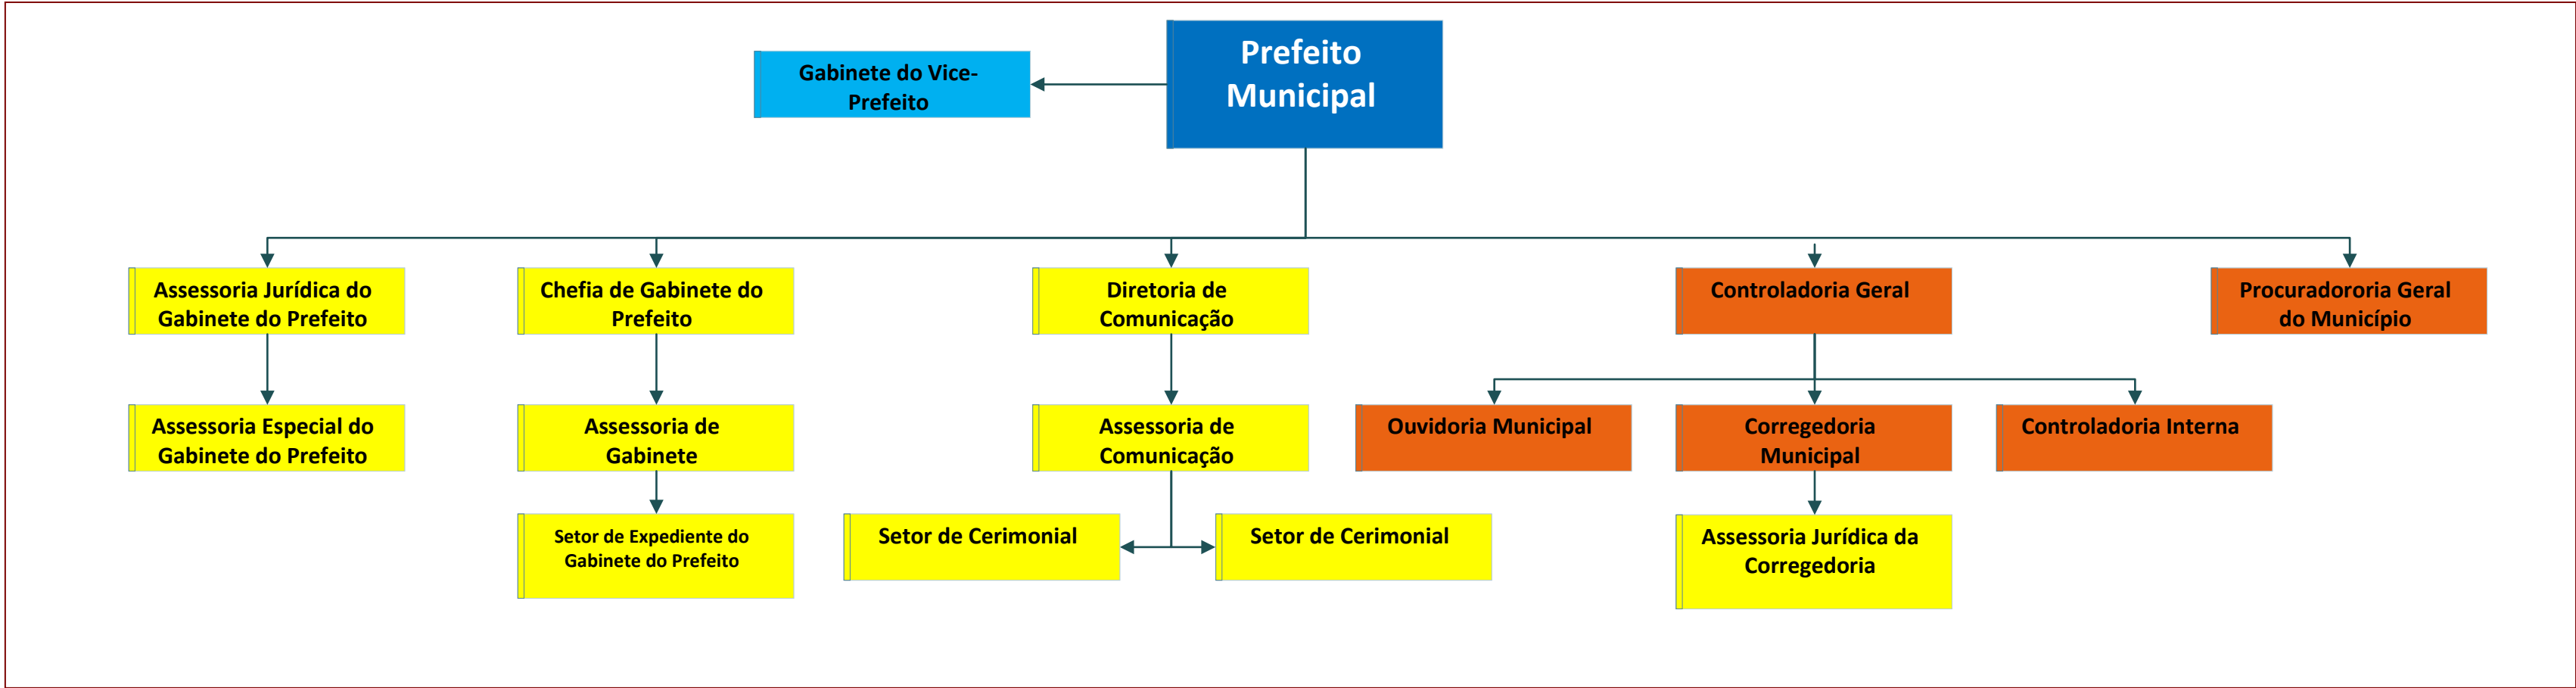 Prefeito
Municipal
Gabinete do Vice-
Prefeito
Assessoria Jurídica do
Gabinete do Prefeito
Chefia de Gabinete do
Prefeito
Diretoria de
Comunicação
Controladoria Geral
Procuradororia Geral
do Município
Assessoria Especial do
Gabinete do Prefeito
Assessoria de
Gabinete
Assessoria de
Comunicação
Ouvidoria Municipal
Corregedoria
Municipal
Controladoria Interna
Setor de Expediente do
Gabinete do Prefeito
Setor de Cerimonial
Setor de Cerimonial
Assessoria Jurídica da
Corregedoria